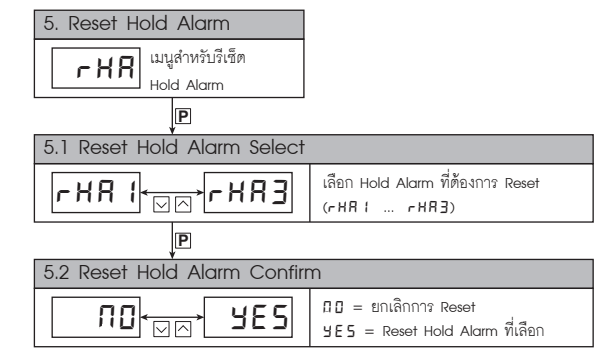 5. Reset Hold Alarm
rHA
เมนูสำหรับรีเซ็ต
Hold Alarm
P
5.1 Reset Hold Alarm Select
rHA1
rHA3
เลือก Hold Alarm ที่ต้องการ Reset
(rHA1 ... rHA3)
P
5.2 Reset Hold Alarm Confirm
NO
YES
NO = ยกเลิกการ Reset
YES = Reset Hold Alarm ที่เลือก